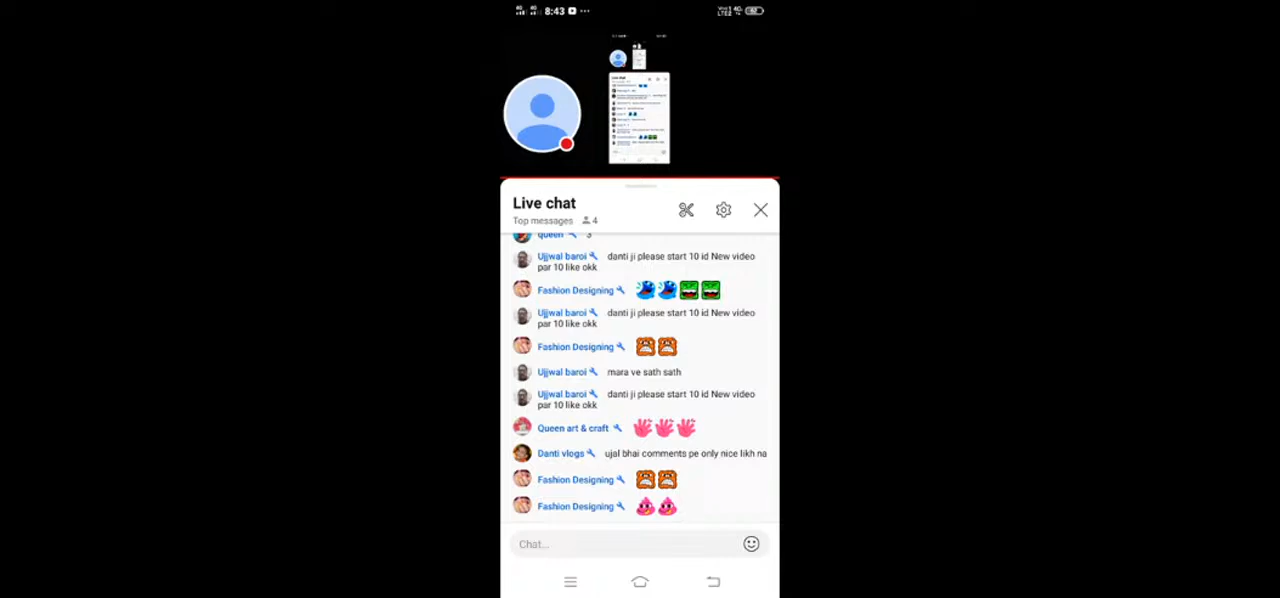 8:43
Live chat
Top messages 4
queen 3
Ujjwal baroi danti ji please start 10 id New video
par 10 like okk
Fashion Designing
Ujjwal baroi danti ji please start 10 id New video
par 10 like okk
Fashion Designing
Ujjwal baroi mara ve sath sath
Ujjwal baroi danti ji please start 10 id New video
par 10 like okk
Queen art & craft
Danti vlogs ujal bhai comments pe only nice likh na
Fashion Designing
Fashion Designing
Chat...